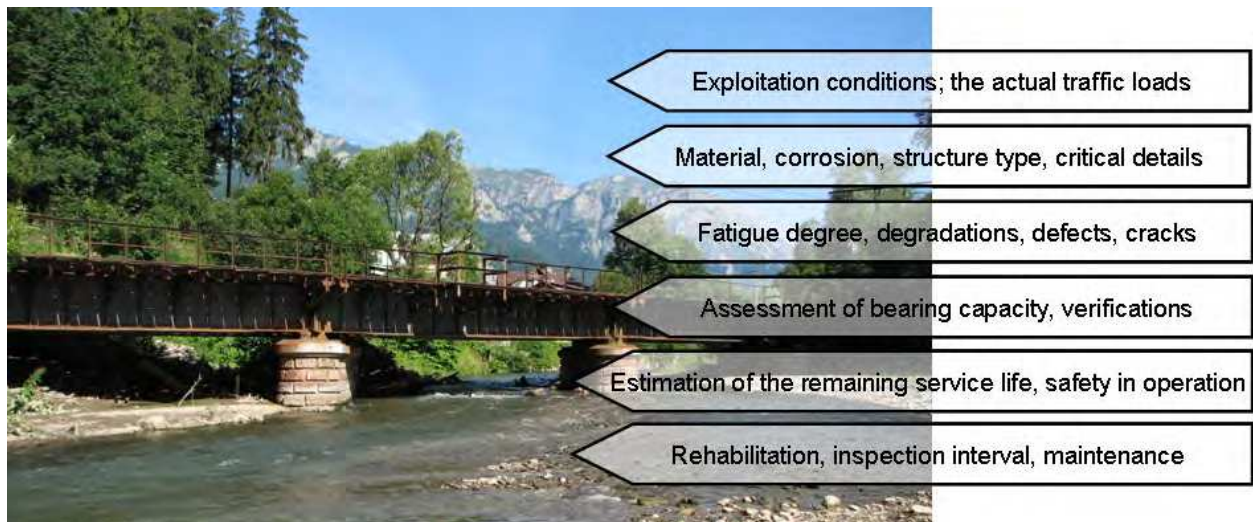 Exploitation conditions; the actual traffic loads
Material, corrosion, structure type, critical details
Fatigue degree, degradations, defects, cracks
Assessment of bearing capacity, verifications
Estimation of the remaining service life, safety in operation
Rehabilitation, inspection interval, maintenance